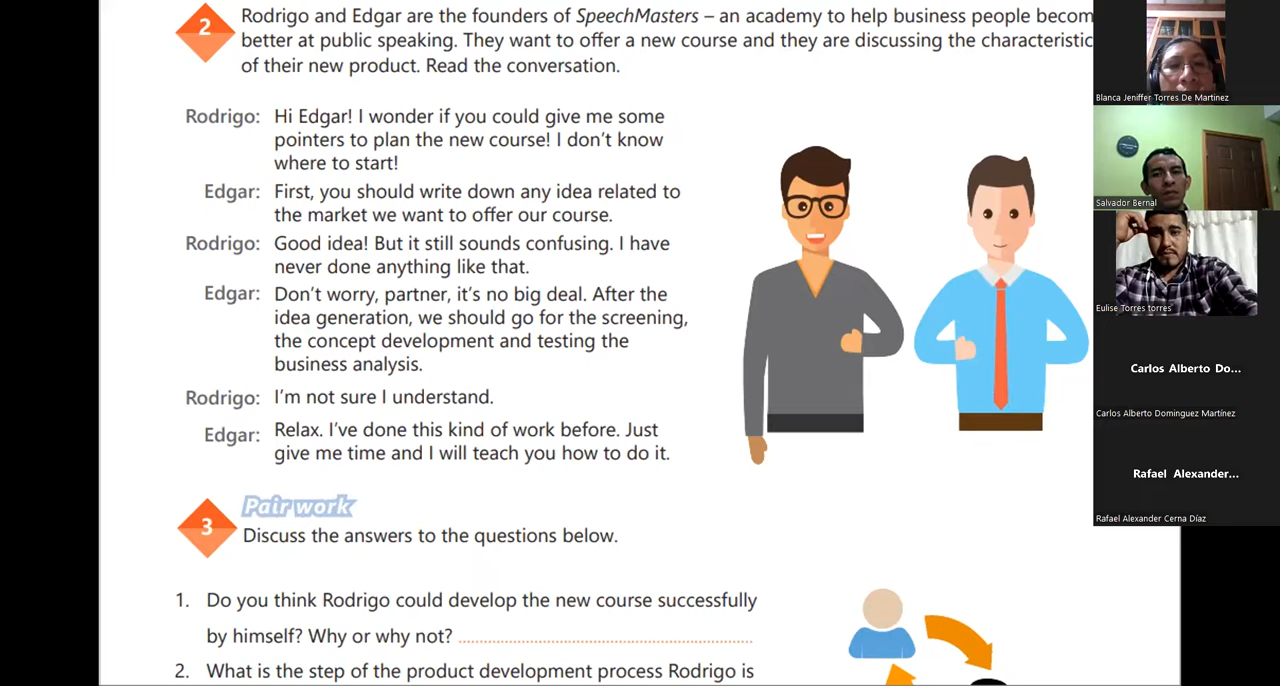 2
Rodrigo and Edgar are the founders of SpeechMasters – an academy to help business people becom
better at public speaking. They want to offer a new course and they are discussing the characteristic
of their new product. Read the conversation.
Rodrigo: Hi Edgar! I wonder if you could give me some
pointers to plan the new course! I don't know
where to start!
Edgar: First, you should write down any idea related to
the market we want to offer our course.
Rodrigo: Good idea! But it still sounds confusing. I have
never done anything like that.
Edgar: Don't worry, partner, it's no big deal. After the
idea generation, we should go for the screening,
the concept development and testing the
business analysis.
Rodrigo: I'm not sure I understand.
Edgar: Relax. I've done this kind of work before. Just
give me time and I will teach you how to do it.
3
Pair work
Discuss the answers to the questions below.
1. Do you think Rodrigo could develop the new course successfully
by himself? Why or why not?
2. What is the step of the product development process Rodrigo is
Blanca Jeniffer Torres De Martinez
Salvador Bernal
Eulise Torres torres
Carlos Alberto Do...
Carlos Alberto Dominguez Martínez
Rafael Alexander...
Rafael Alexander Cerna Díaz